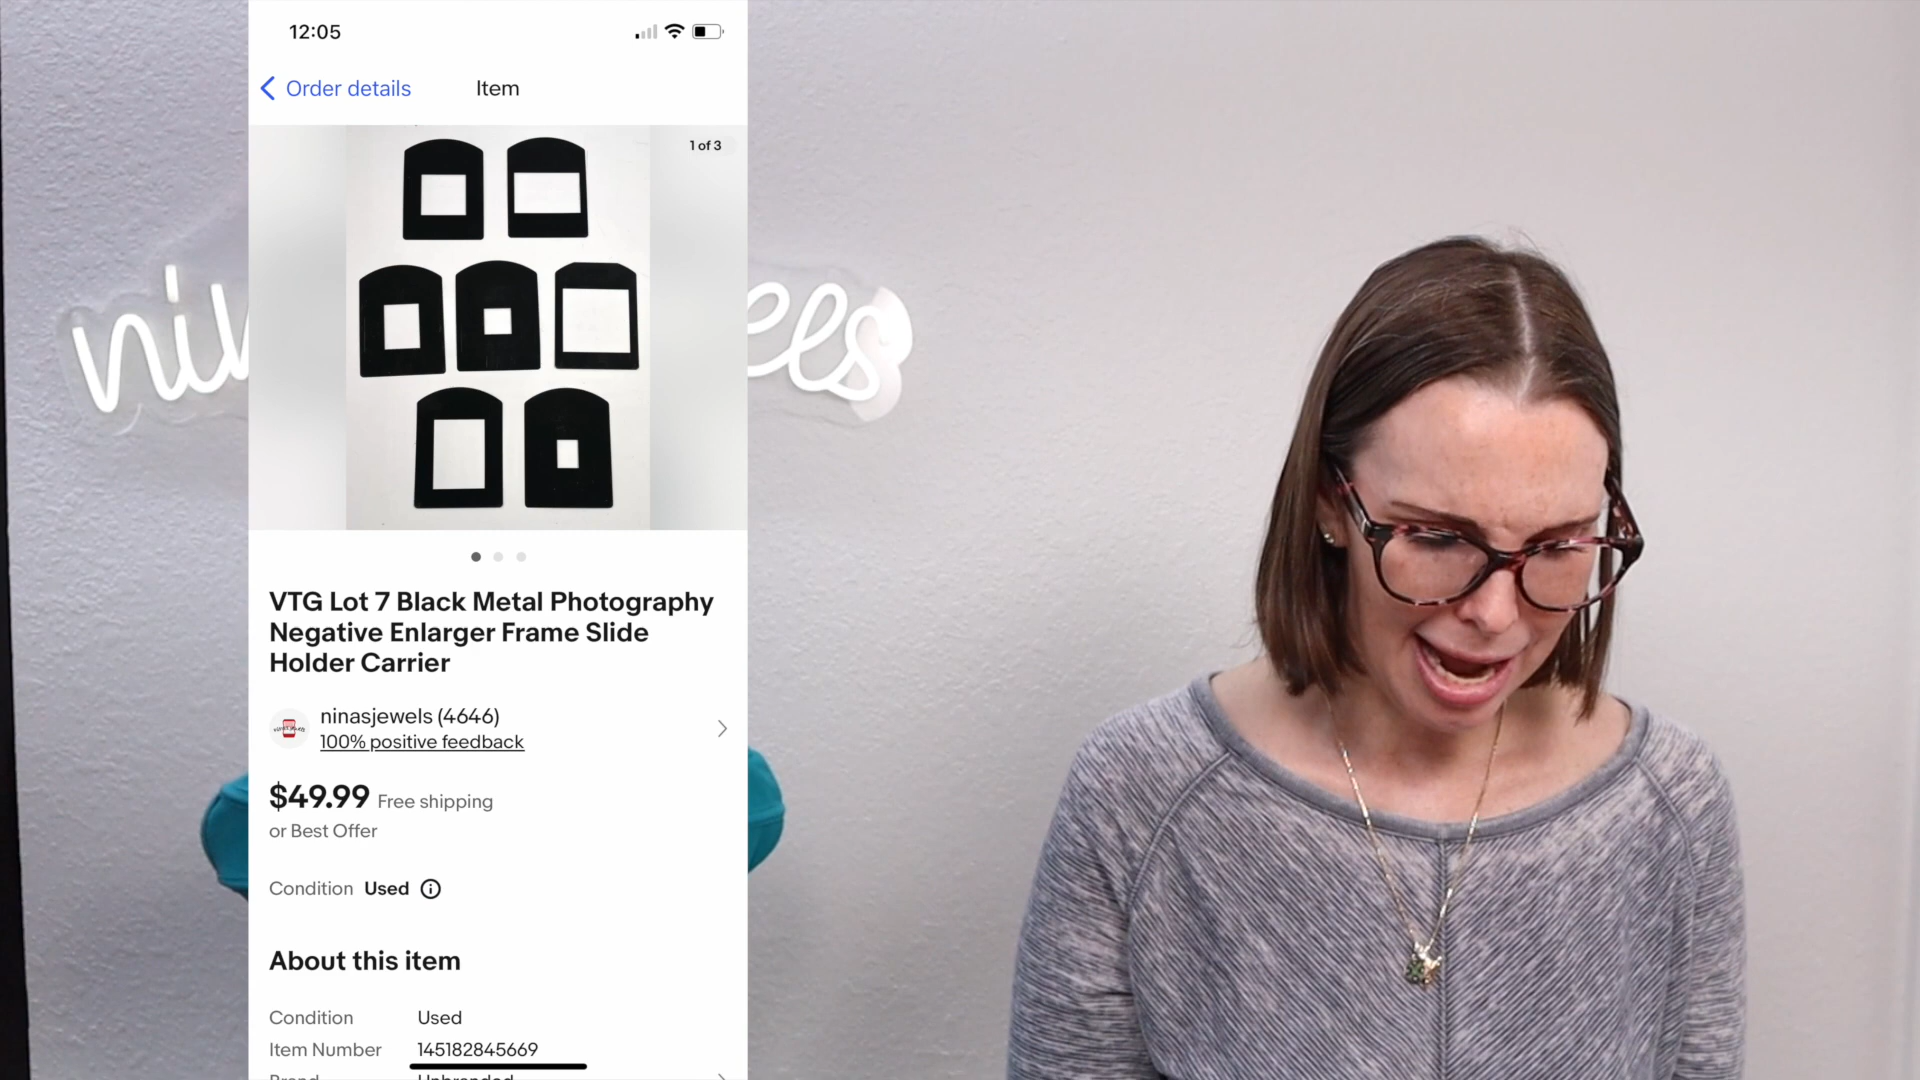 12:05
Order details
Item
1 of 3
VTG Lot 7 Black Metal Photography
Negative Enlarger Frame Slide
Holder Carrier
ninasjewels (4646)
100% positive feedback
$49.99 Free shipping
or Best Offer
Condition Used
About this item
Condition Used
Item Number 145182845669